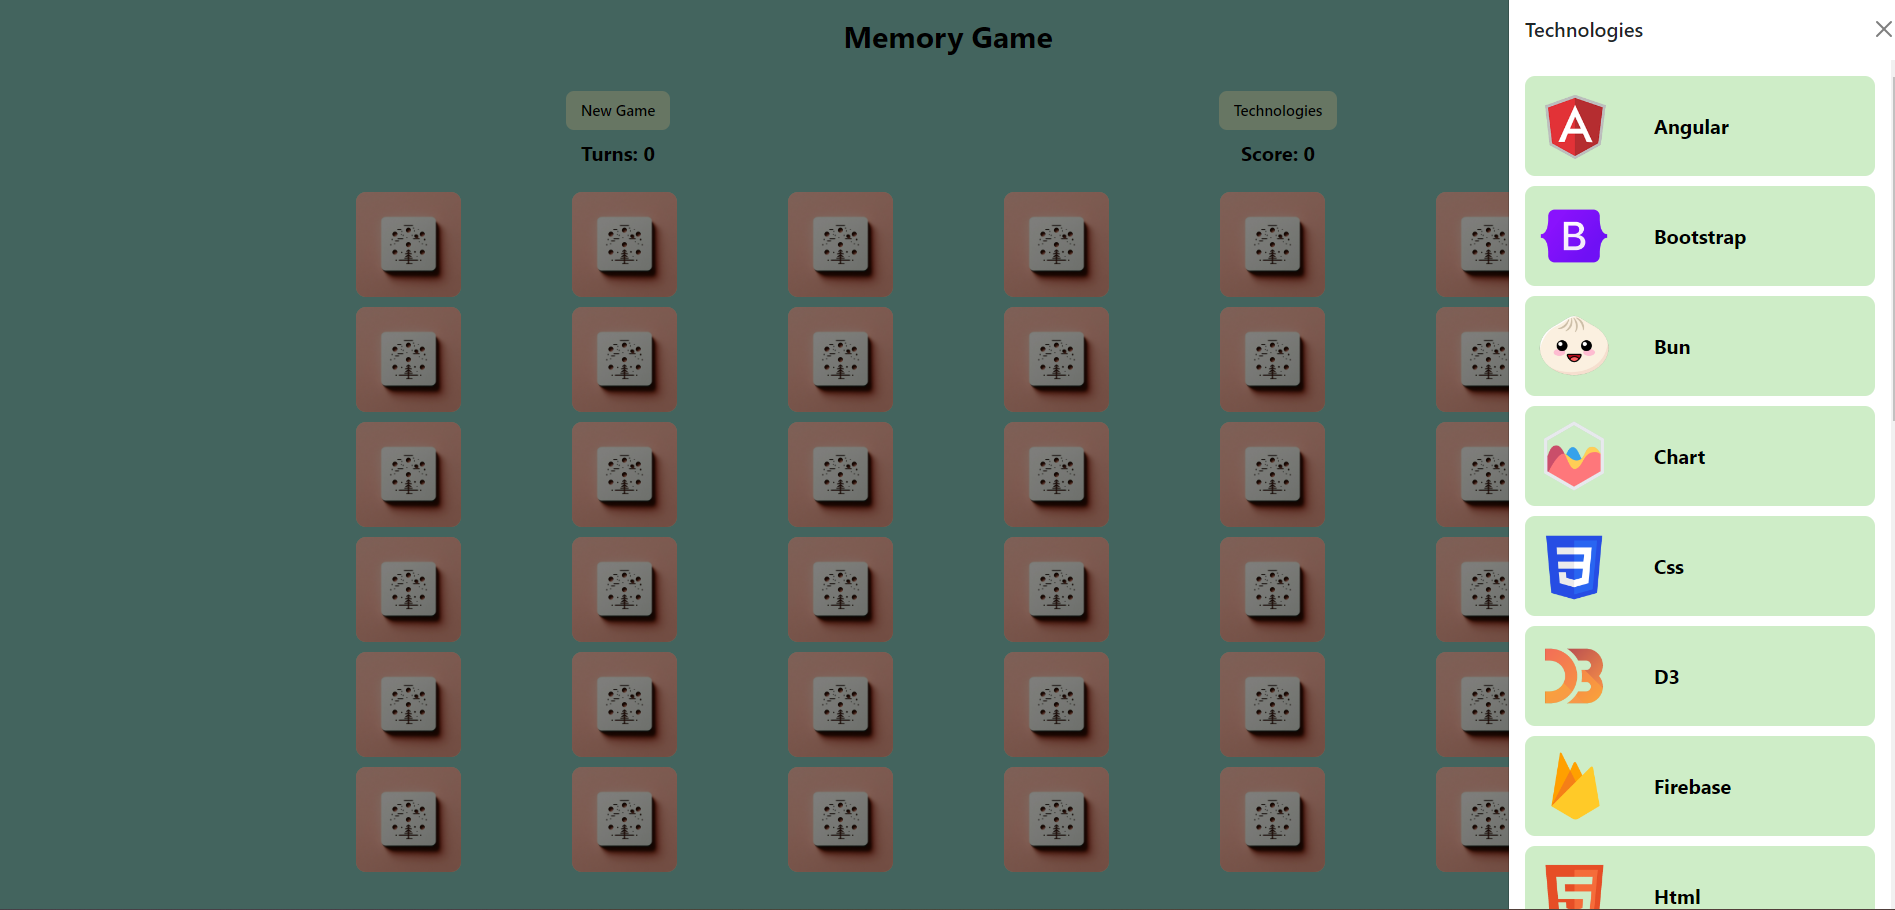 Memory Game
New Game
Technologies
Turns: 0
Score: 0
Technologies
Angular
B
Bootstrap
Bun
Chart
Css
D3
Firebase
Html